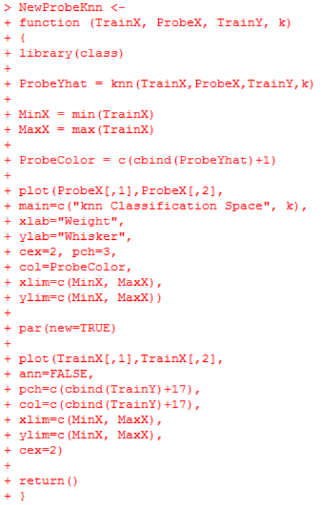 > NewProbeKnn <-
+ function (TrainX, ProbeX, TrainY, k)
+ {
+ library(class)
+
+ ProbeYhat = knn(TrainX,ProbeX,TrainY,k)
+
+ MinX = min(TrainX)
+ MaxX = max(TrainX)
+
+ ProbeColor = c(cbind(ProbeYhat)+1)
+
+ plot(ProbeX[,1],ProbeX[,2],
+ main=c("knn Classification Space", k),
+ xlab="Weight",
+ ylab="Whisker",
+ cex=2, pch=3,
+ col=ProbeColor,
+ xlim=c(MinX, MaxX),
+ ylim=c(MinX, MaxX))
+
+ par(new=TRUE)
+
+ plot(TrainX[,1],TrainX[,2],
+ ann=FALSE,
+ pch=c(cbind(TrainY)+17),
+ col=c(cbind(TrainY)+17),
+ xlim=c(MinX, MaxX),
+ ylim=c(MinX, MaxX),
+ cex=2)
+
+ return()
+ }